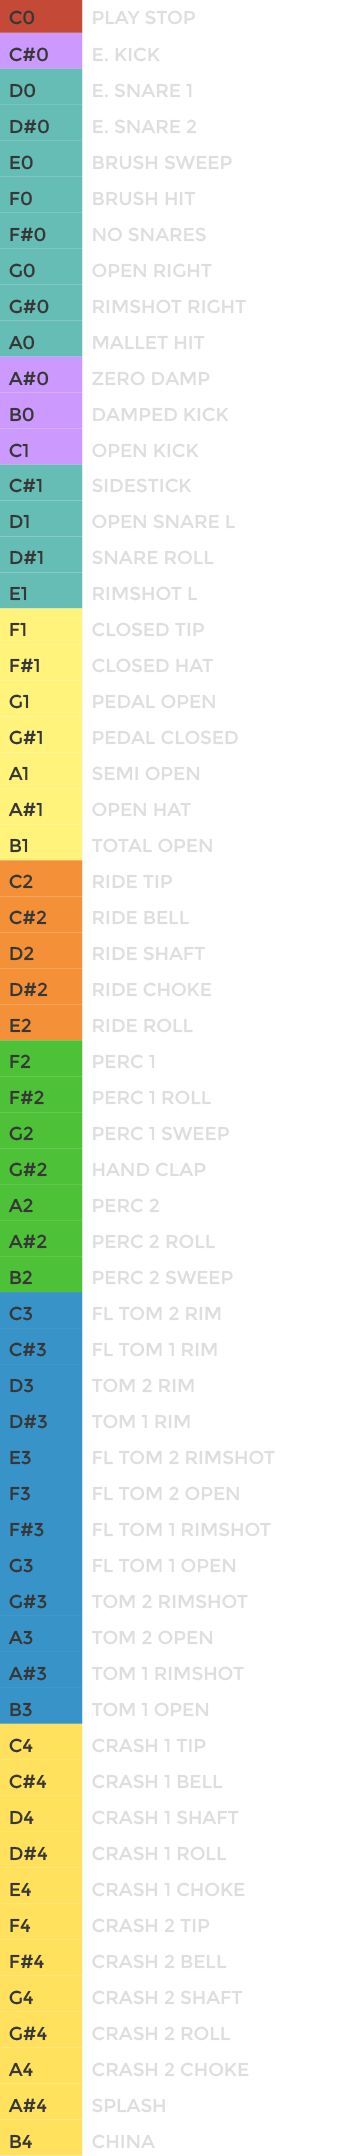 C0 PLAY STOP
C#0 E. KICK
D0 E. SNARE 1
D#0 E. SNARE 2
E0 BRUSH SWEEP
F0 BRUSH HIT
F#0 NO SNARES
G0 OPEN RIGHT
G#0 RIMSHOT RIGHT
A0 MALLET HIT
A#0 ZERO DAMP
B0 DAMPED KICK
C1 OPEN KICK
C#1 SIDESTICK
D1 OPEN SNARE L
D#1 SNARE ROLL
E1 RIMSHOT L
F1 CLOSED TIP
F#1 CLOSED HAT
G1 PEDAL OPEN
G#1 PEDAL CLOSED
A1 SEMI OPEN
A#1 OPEN HAT
B1 TOTAL OPEN
C2 RIDE TIP
C#2 RIDE BELL
D2 RIDE SHAFT
D#2 RIDE CHOKE
E2 RIDE ROLL
F2 PERC 1
F#2 PERC 1 ROLL
G2 PERC 1 SWEEP
G#2 HAND CLAP
A2 PERC 2
A#2 PERC 2 ROLL
B2 PERC 2 SWEEP
C3 FL TOM 2 RIM
C#3 FL TOM 1 RIM
D3 TOM 2 RIM
D#3 TOM 1 RIM
E3 FL TOM 2 RIMSHOT
F3 FL TOM 2 OPEN
F#3 FL TOM 1 RIMSHOT
G3 FL TOM 1 OPEN
G#3 TOM 2 RIMSHOT
A3 TOM 2 OPEN
A#3 TOM 1 RIMSHOT
B3 TOM 1 OPEN
C4 CRASH 1 TIP
C#4 CRASH 1 BELL
D4 CRASH 1 SHAFT
D#4 CRASH 1 ROLL
E4 CRASH 1 CHOKE
F4 CRASH 2 TIP
F#4 CRASH 2 BELL
G4 CRASH 2 SHAFT
G#4 CRASH 2 ROLL
A4 CRASH 2 CHOKE
A#4 SPLASH
B4 CHINA